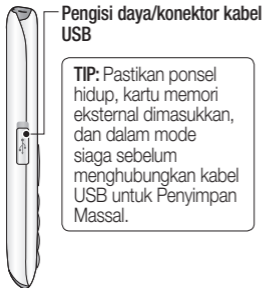 Pengisi daya/konektor kabel
USB
TIP: Pastikan ponsel
hidup, kartu memori
eksternal dimasukkan,
dan dalam mode
siaga sebelum
menghubungkan kabel
USB untuk Penyimpan
Massal.